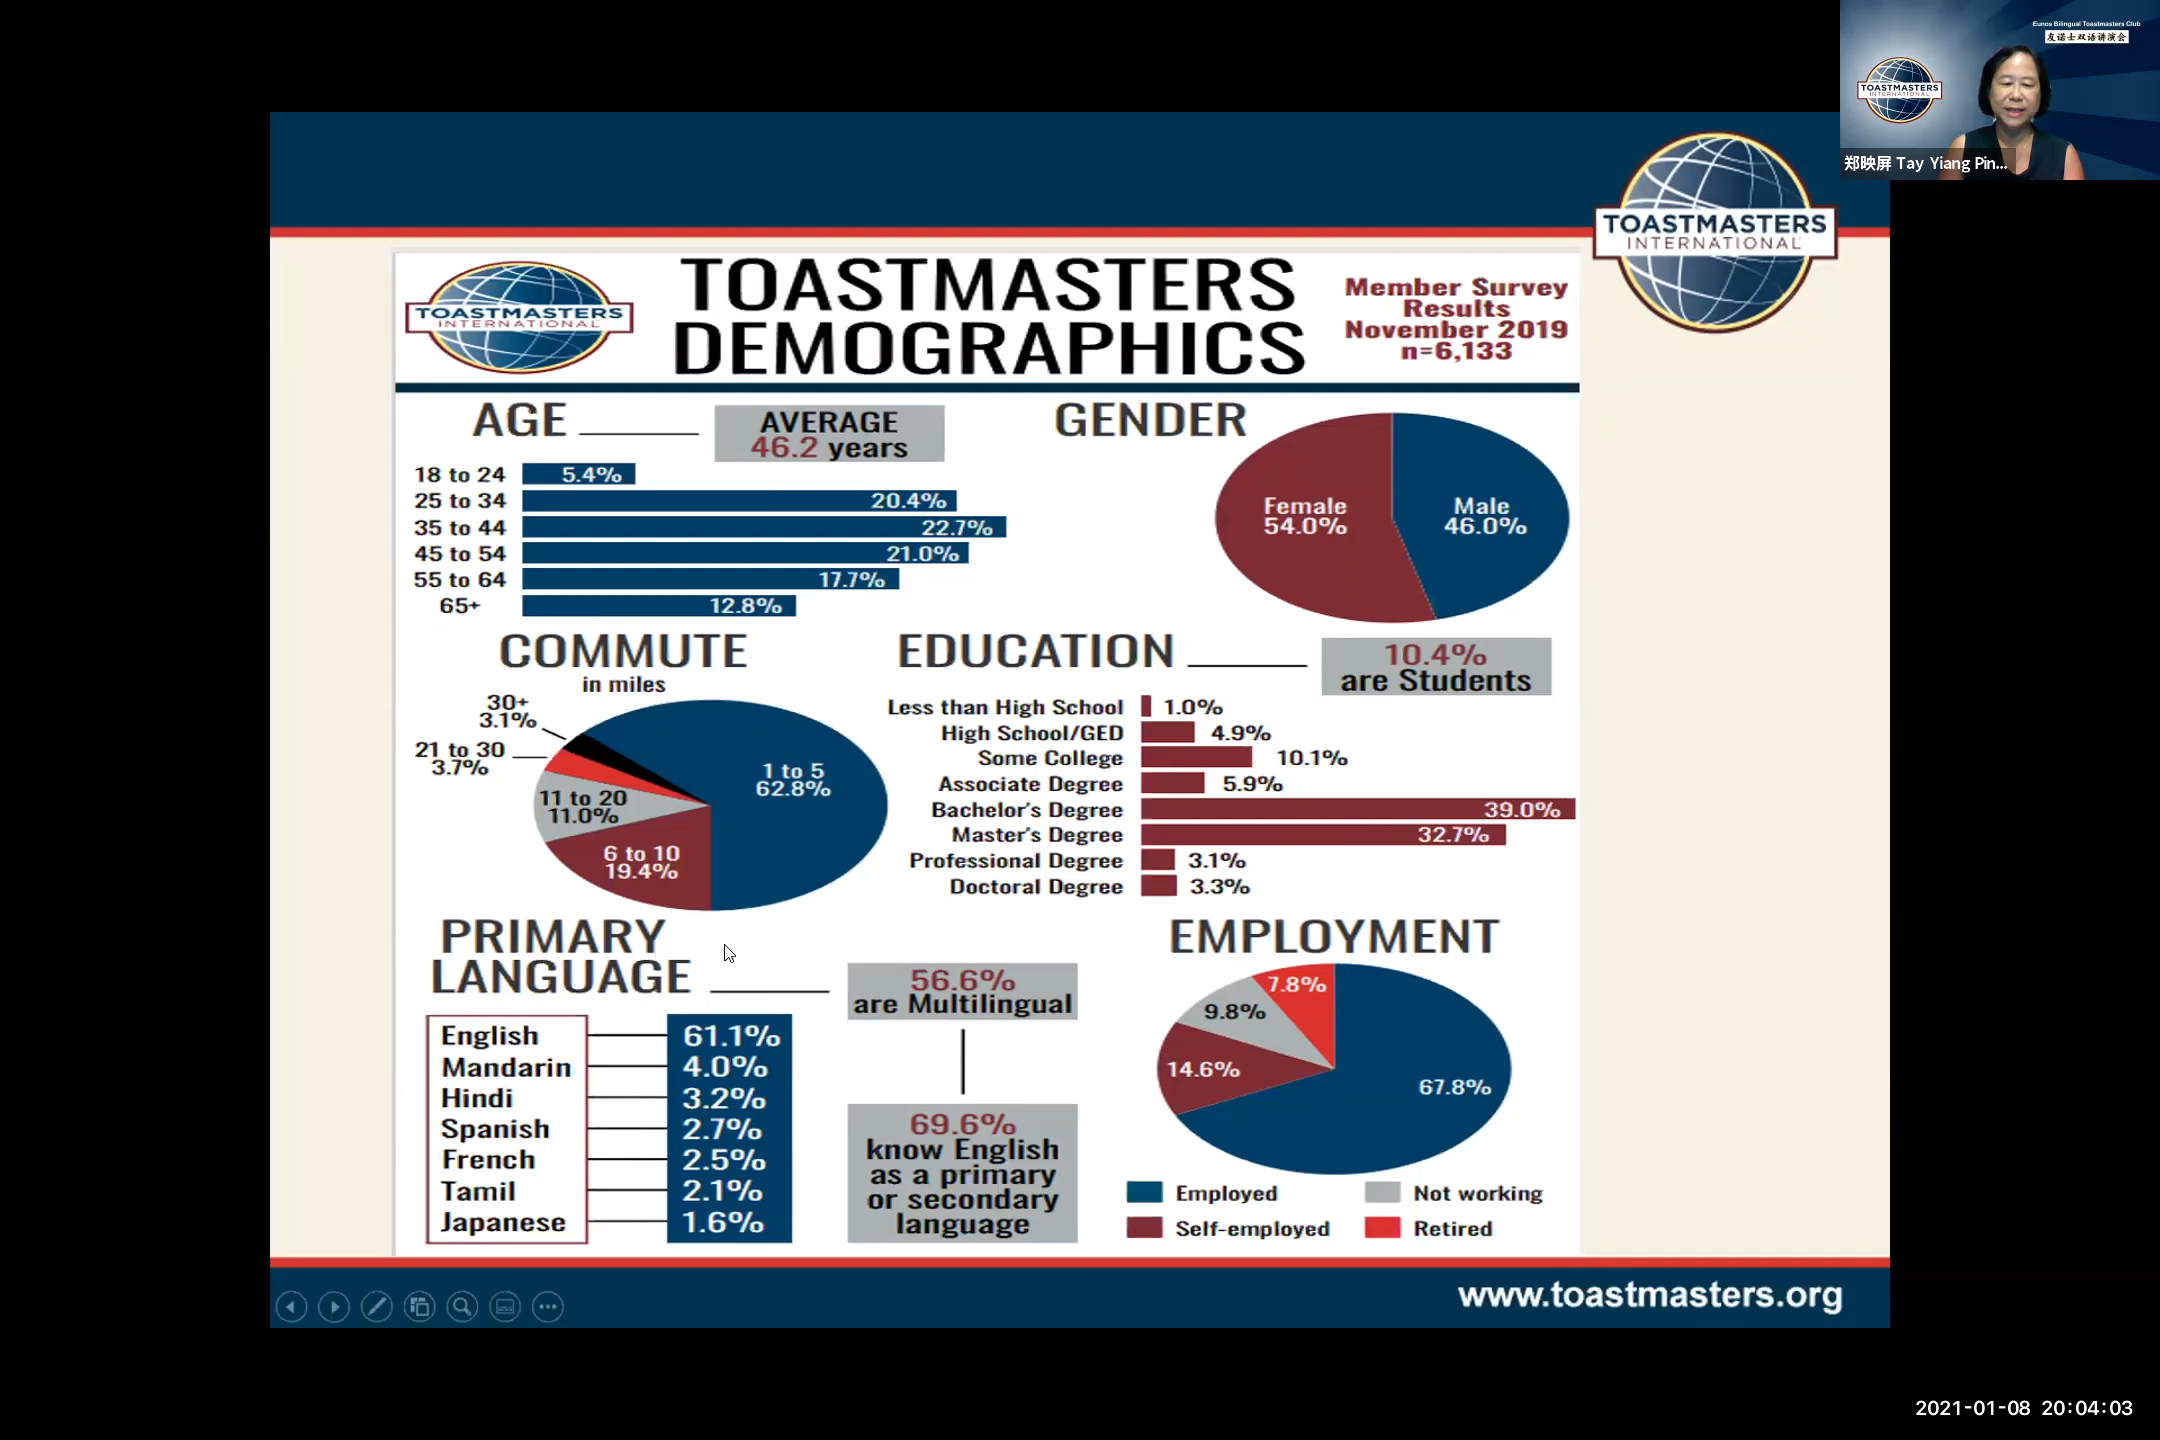 Eunos Bilingual Toastmasters Club
友诺士双语讲演会
TOASTMASTERS
INTERNATIONAL
郑映屏 Tay Yiang Pin...
TOASTMASTERS
INTERNATIONAL
TOASTMASTERS
INTERNATIONAL
TOASTMASTERS
DEMOGRAPHICS
Member Survey
Results
November 2019
n=6,133
AGE
AVERAGE
46.2 years
18 to 24 5.4%
25 to 34 20.4%
35 to 44 22.7%
45 to 54 21.0%
55 to 64 17.7%
65+ 12.8%
GENDER
Female
54.0%
Male
46.0%
COMMUTE
in miles
30+
3.1%
21 to 30
3.7%
11 to 20
11.0%
6 to 10
19.4%
1 to 5
62.8%
EDUCATION
10.4%
are Students
Less than High School 1.0%
High School/GED 4.9%
Some College 10.1%
Associate Degree 5.9%
Bachelor's Degree 39.0%
Master's Degree 32.7%
Professional Degree 3.1%
Doctoral Degree 3.3%
PRIMARY
LANGUAGE
English 61.1%
Mandarin 4.0%
Hindi 3.2%
Spanish 2.7%
French 2.5%
Tamil 2.1%
Japanese 1.6%
56.6%
are Multilingual
69.6%
know English
as a primary
or secondary
language
EMPLOYMENT
7.8%
9.8%
14.6%
67.8%
Employed
Not working
Self-employed
Retired
www.toastmasters.org
2021-01-08 20:04:03